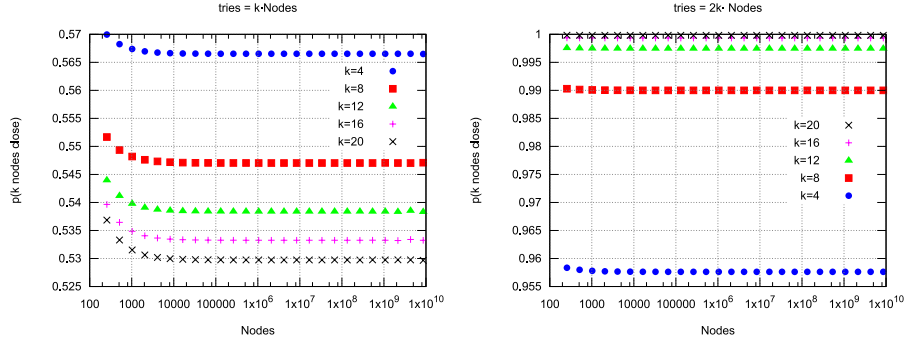 tries = k·Nodes
p(k nodes close)
0,57
0,565
0,56
0,555
0,55
0,545
0,54
0,535
0,53
0,525
k=4
k=8
k=12
k=16
k=20
100 1000 10000 100000 1x10^6 1x10^7 1x10^8 1x10^9 1x10^10
Nodes
tries = 2k· Nodes
p(k nodes close)
1
0,995
0,99
0,985
0,98
0,975
0,97
0,965
0,96
0,955
k=20
k=16
k=12
k=8
k=4
100 1000 10000 100000 1x10^6 1x10^7 1x10^8 1x10^9 1x10^10
Nodes